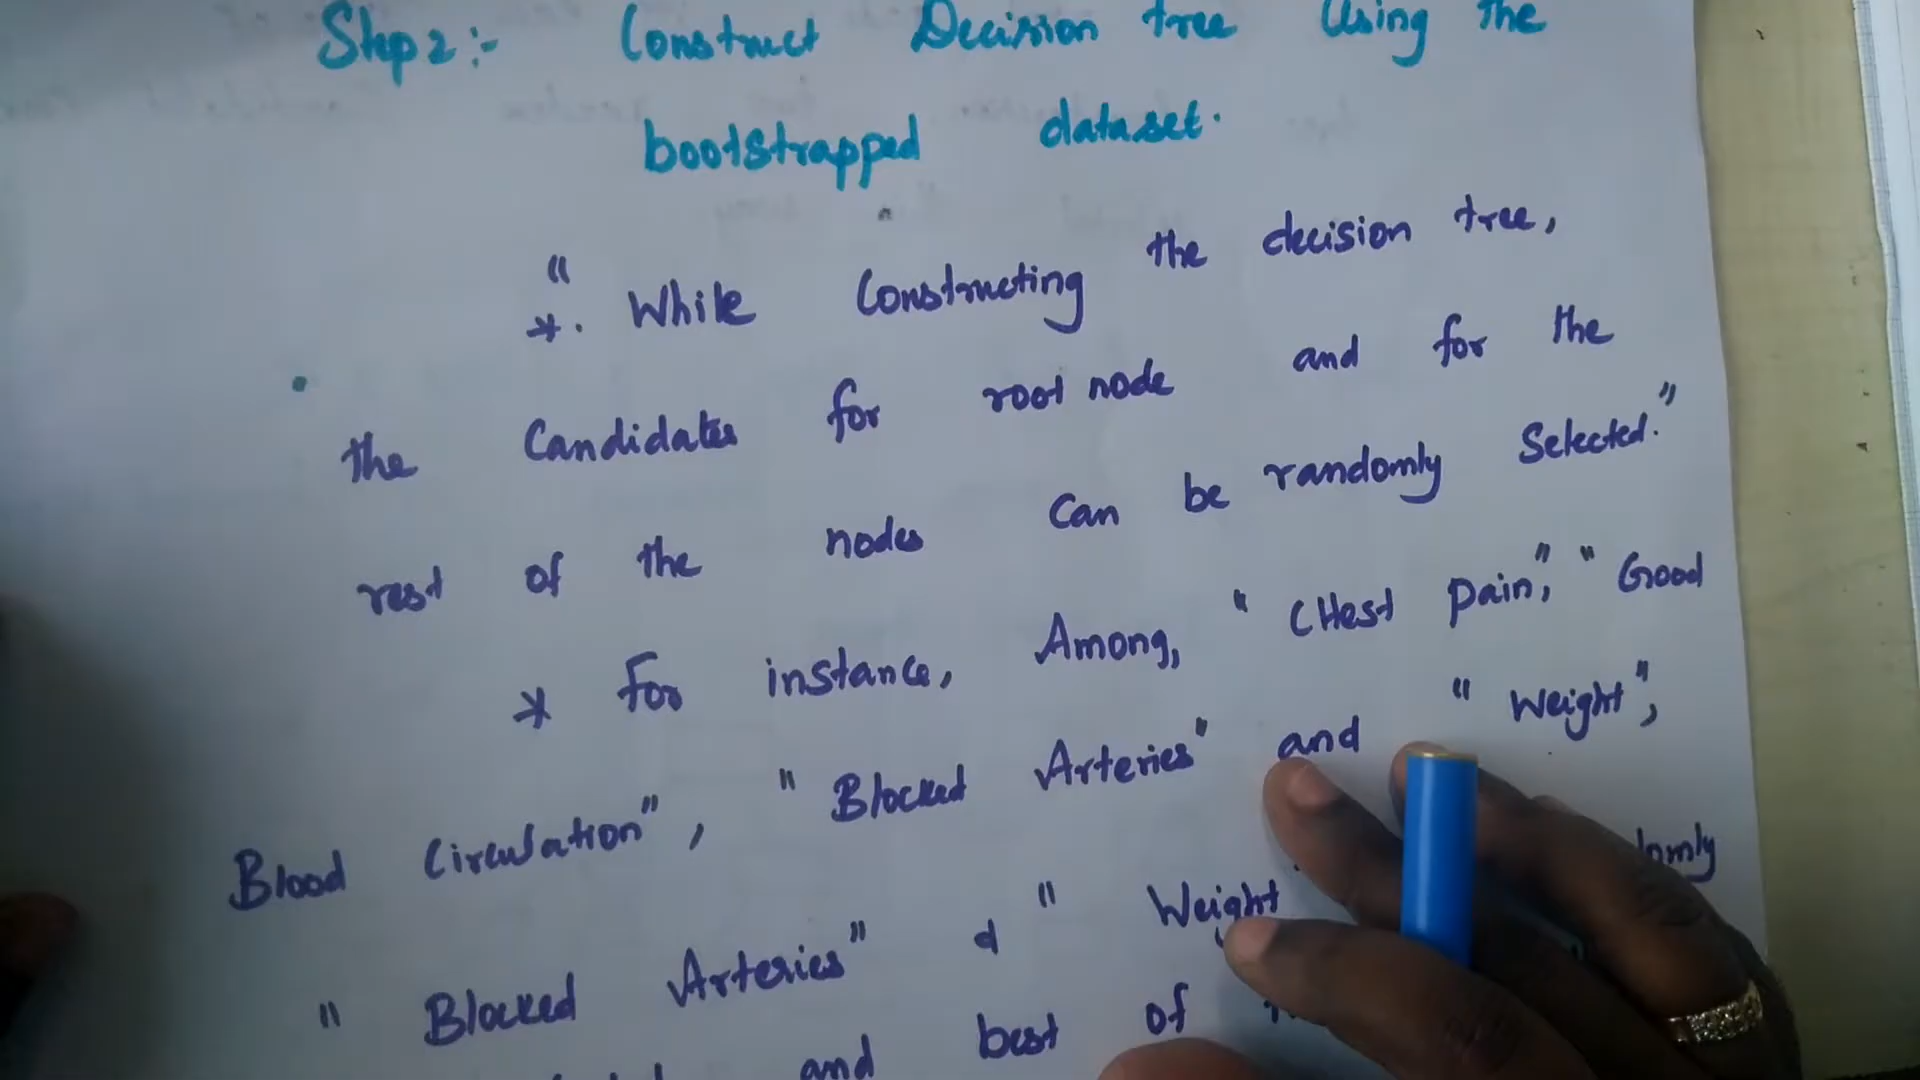 Step 2:- Construct Decision tree Using the
bootstrapped dataset.
"
*. While Constructing the decision tree,
the Candidates for root node and for the
rest of the nodes can be randomly Selected."
* For instance, Among, "CHest pain", "Good
Blood Circulation", "Blocked Arteries" and "Weight",
"Blocked Arteries" & "Weight
and best of